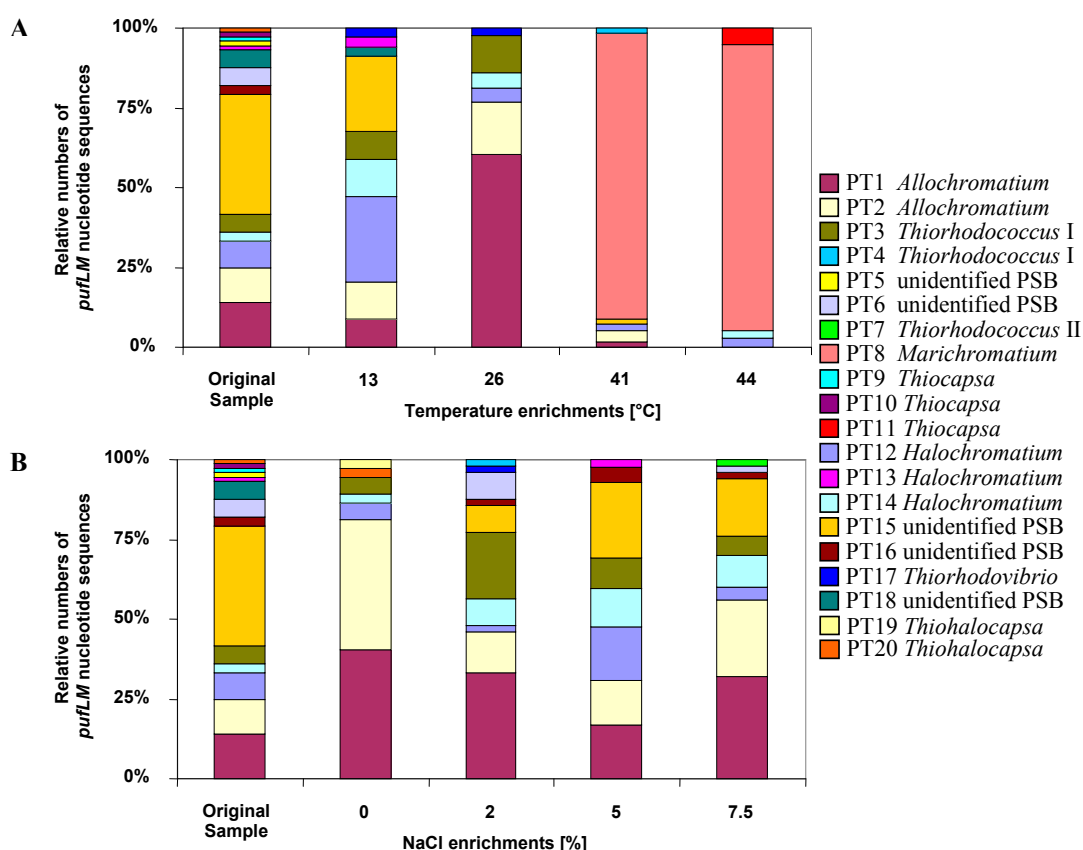 A
Relative numbers of
pufLM nucleotide sequences
100%
75%
50%
25%
0%
Original
Sample
13
26
41
44
Temperature enrichments [°C]
B
Relative numbers of
pufLM nucleotide sequences
100%
75%
50%
25%
0%
Original
Sample
0
2
5
7.5
NaCl enrichments [%]
PT1 Allochromatium
PT2 Allochromatium
PT3 Thiorhodococcus I
PT4 Thiorhodococcus I
PT5 unidentified PSB
PT6 unidentified PSB
PT7 Thiorhodococcus II
PT8 Marichromatium
PT9 Thiocapsa
PT10 Thiocapsa
PT11 Thiocapsa
PT12 Halochromatium
PT13 Halochromatium
PT14 Halochromatium
PT15 unidentified PSB
PT16 unidentified PSB
PT17 Thiorhodovibrio
PT18 unidentified PSB
PT19 Thiohalocapsa
PT20 Thiohalocapsa